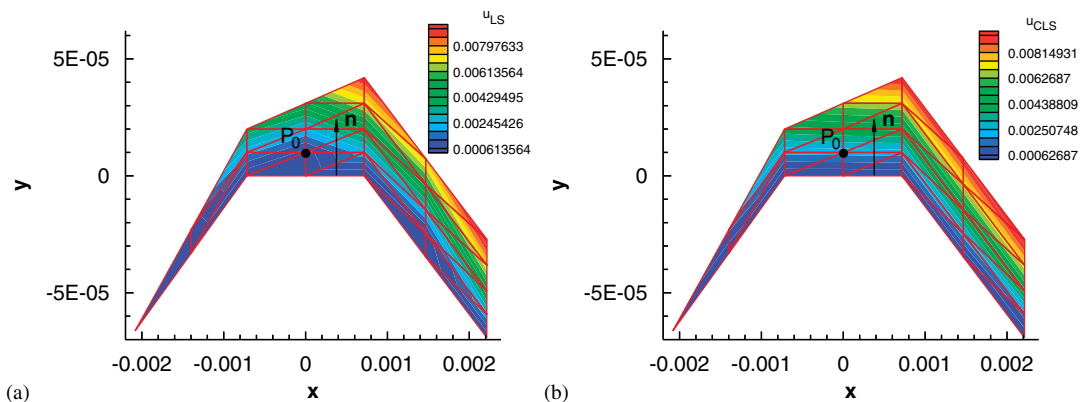 u_LS
0.00797633
0.00613564
0.00429495
0.00245426
0.000613564
5E-05
0
-5E-05
y
P_0
n
-0.002
-0.001
0
0.001
0.002
x
(a)
u_CLS
0.00814931
0.0062687
0.00438809
0.00250748
0.00062687
5E-05
0
-5E-05
y
P_0
n
-0.002
-0.001
0
0.001
0.002
x
(b)